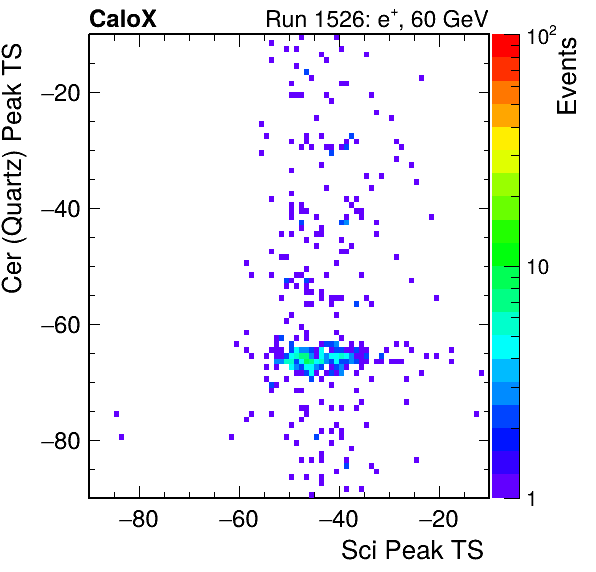 CaloX
Run 1526: e+, 60 GeV
Cer (Quartz) Peak TS
−20
−40
−60
−80
−80
−60
−40
−20
Sci Peak TS
10²
10
1
Events